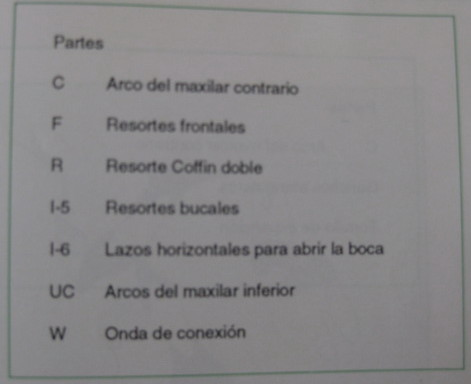 Partes
C Arco del maxilar contrario
F Resortes frontales
R Resorte Coffin doble
I-5 Resortes bucales
I-6 Lazos horizontales para abrir la boca
UC Arcos del maxilar inferior
W Onda de conexión